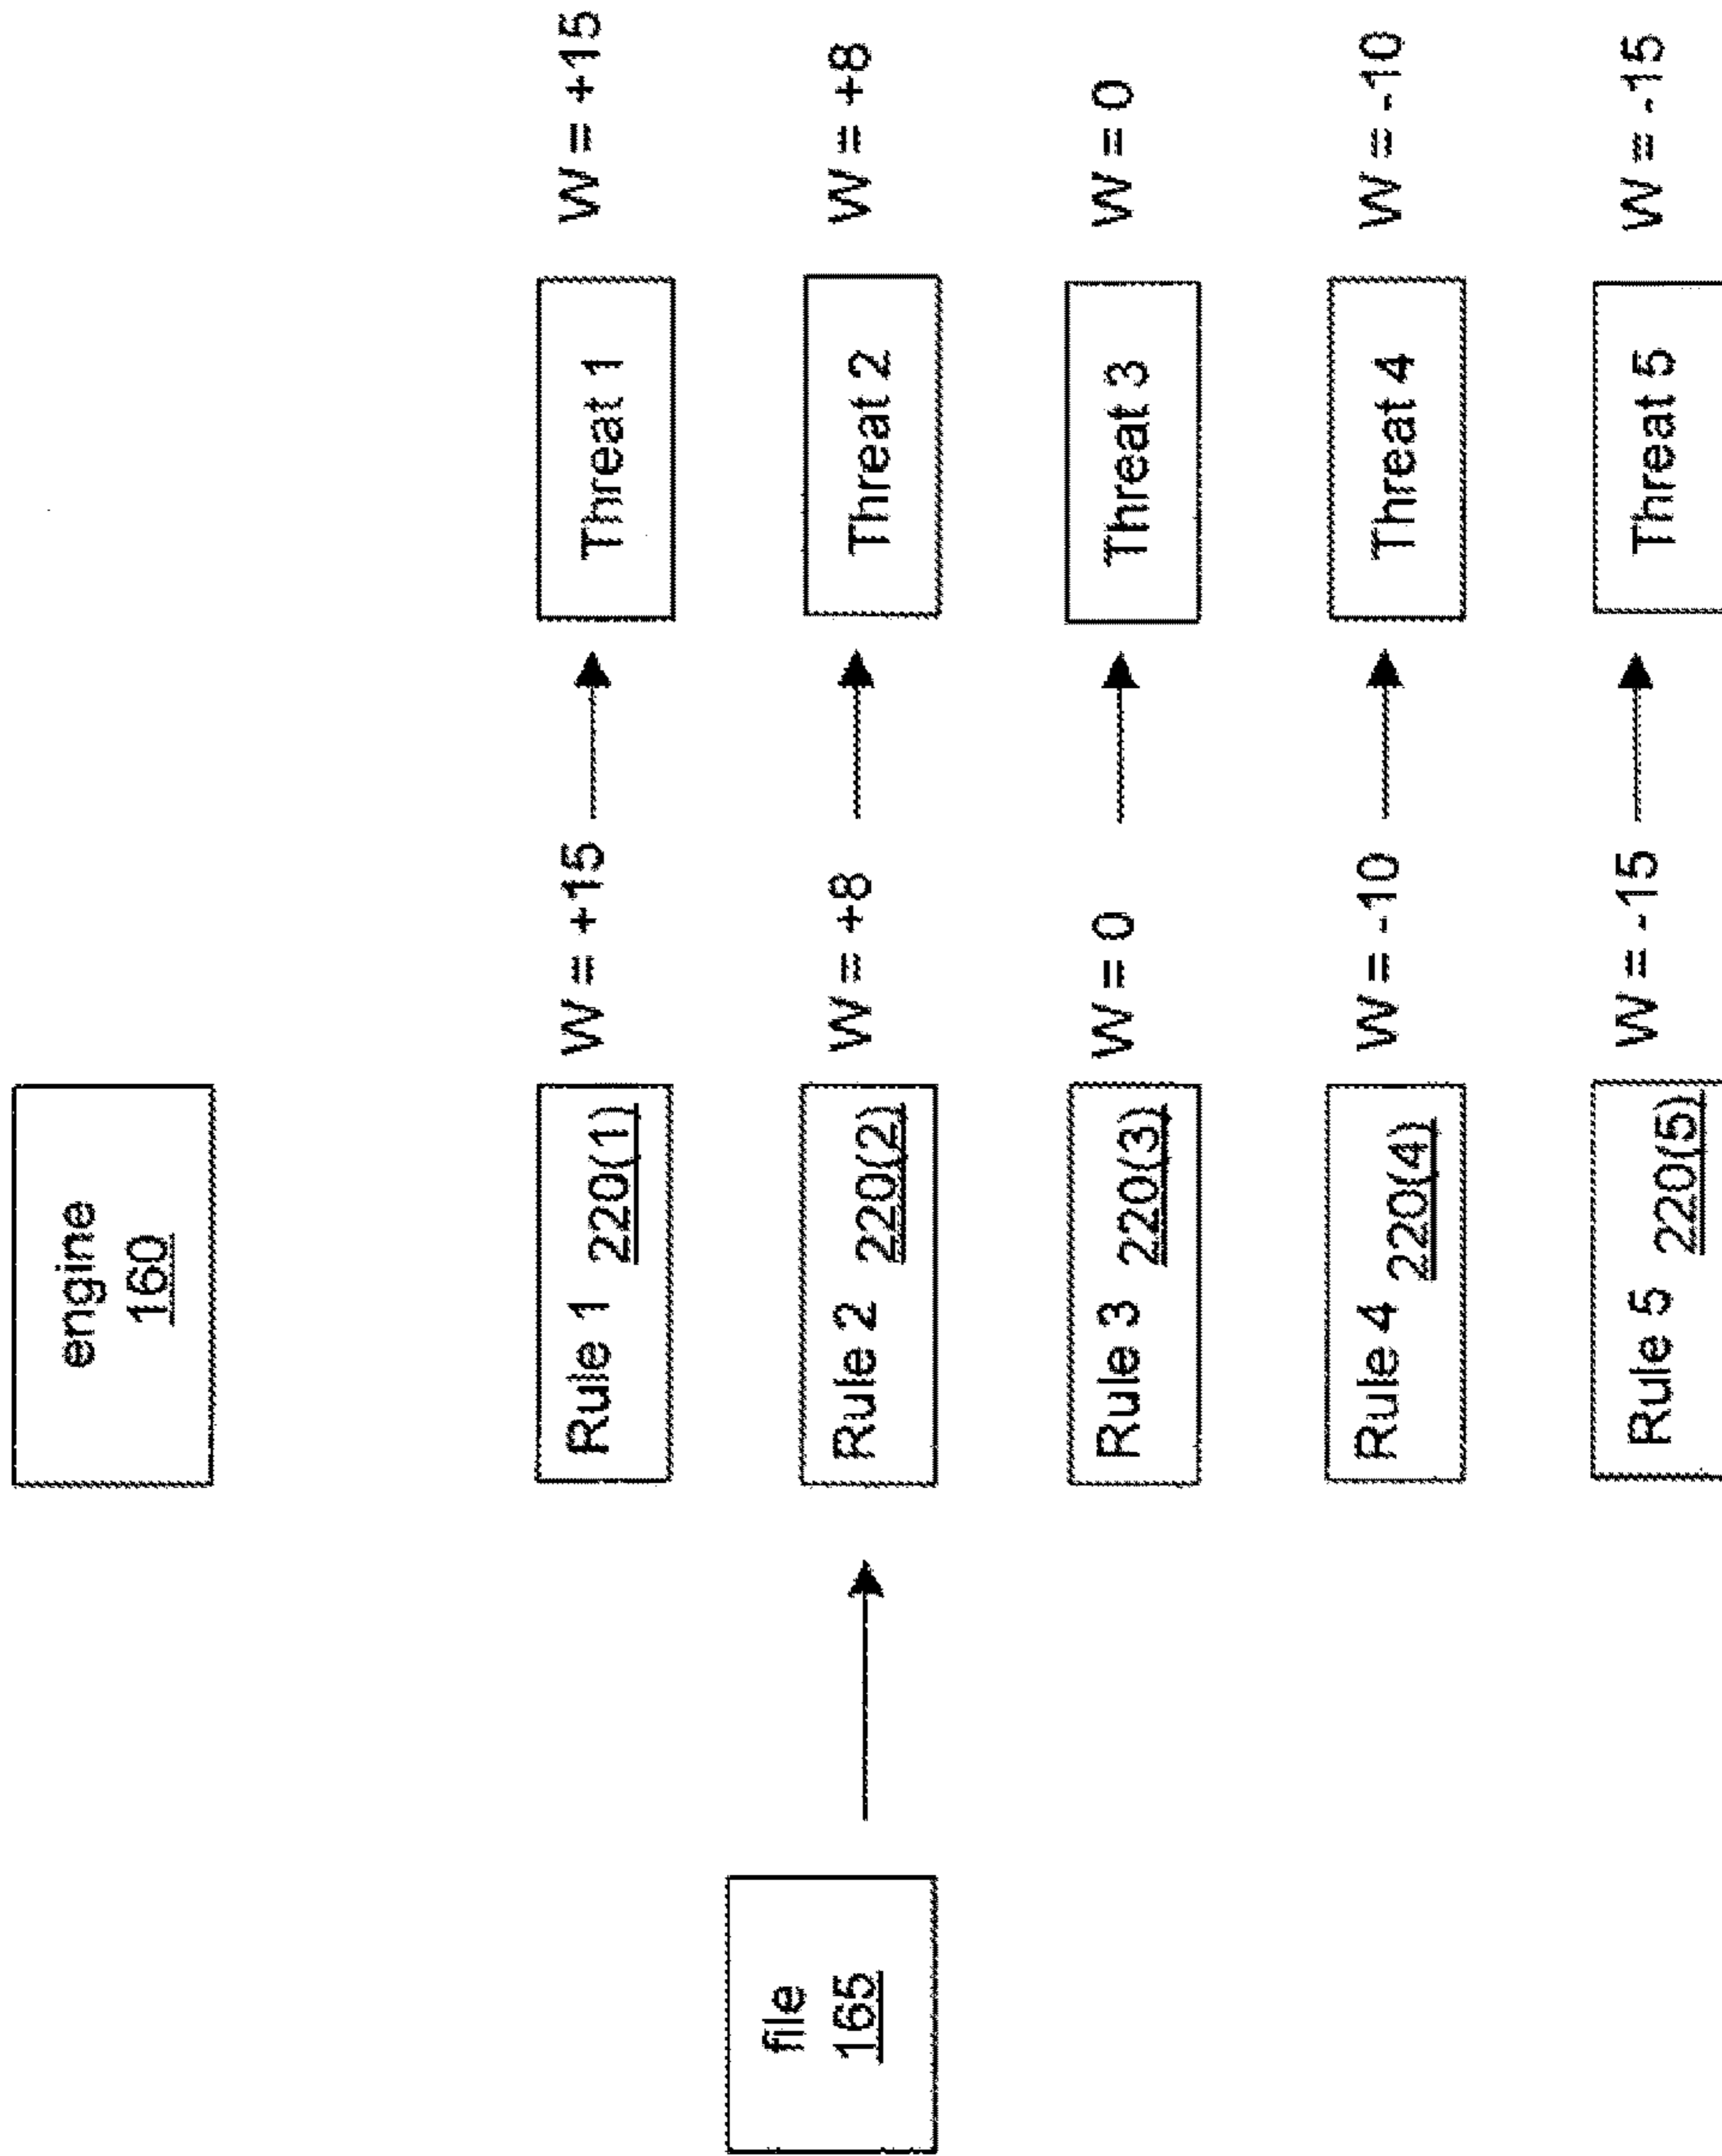 engine
160
file
165
Rule 1 220(1)
W = +15
Threat 1
W = +15
Rule 2 220(2)
W = +8
Threat 2
W = +8
Rule 3 220(3)
W = 0
Threat 3
W = 0
Rule 4 220(4)
W = -10
Threat 4
W = -10
Rule 5 220(5)
W = -15
Threat 5
W = -15